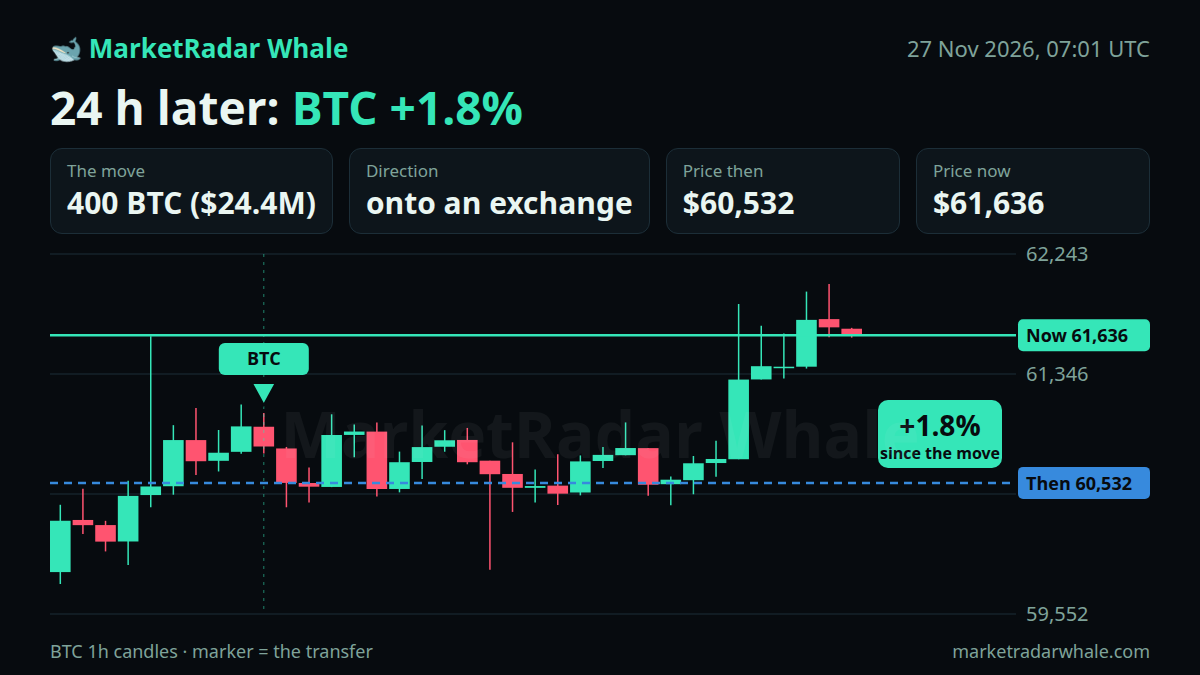 🐳 MarketRadar Whale
27 Nov 2026, 07:01 UTC
24 h later: BTC +1.8%
The move
400 BTC ($24.4M)
Direction
onto an exchange
Price then
$60,532
Price now
$61,636
62,243
Now 61,636
BTC
61,346
MarketRadar Whale
+1.8%
since the move
Then 60,532
59,552
BTC 1h candles · marker = the transfer
marketradarwhale.com